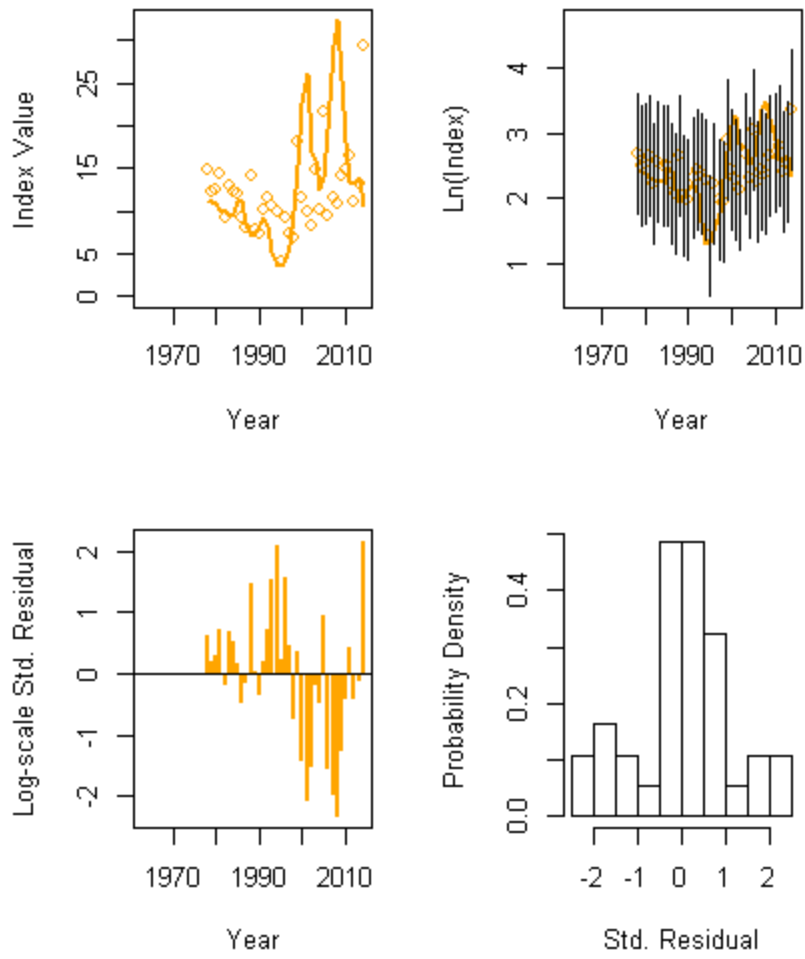 Index Value
25
15
5
0
1970 1990 2010
Year
Ln(Index)
4
3
2
1
1970 1990 2010
Year
Log-scale Std. Residual
2
1
0
-1
-2
1970 1990 2010
Year
Probability Density
0.4
0.2
0.0
-2 -1 0 1 2
Std. Residual